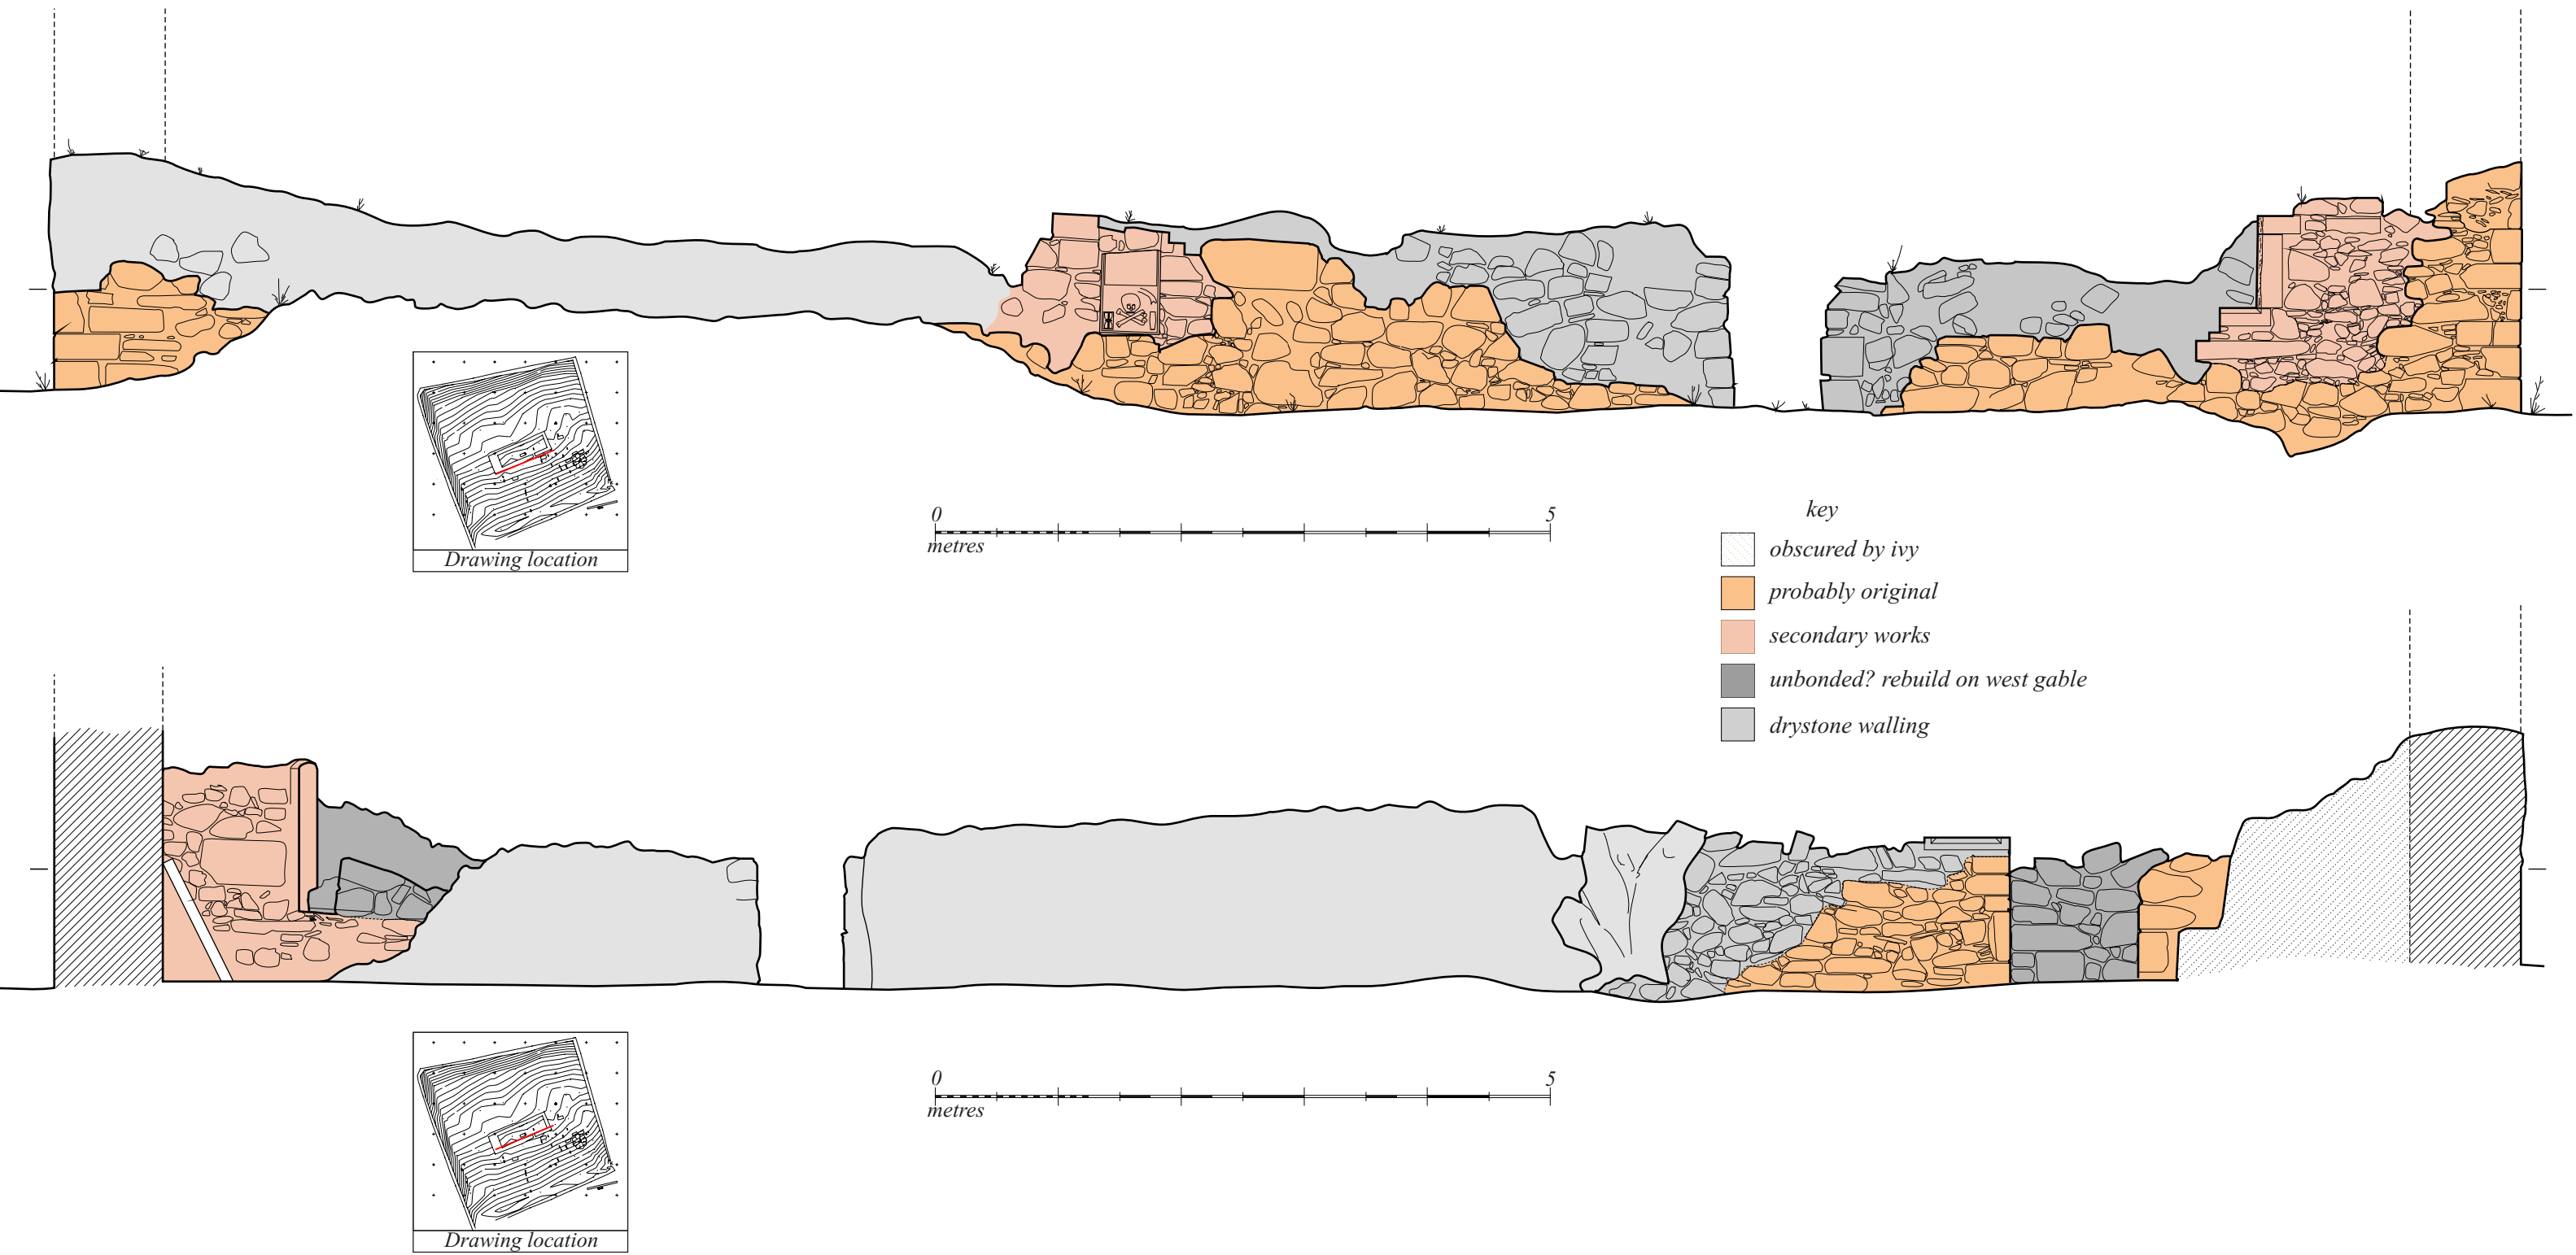 Drawing location
0 5
metres
key
obscured by ivy
probably original
secondary works
unbonded? rebuild on west gable
drystone walling
Drawing location
0 5
metres